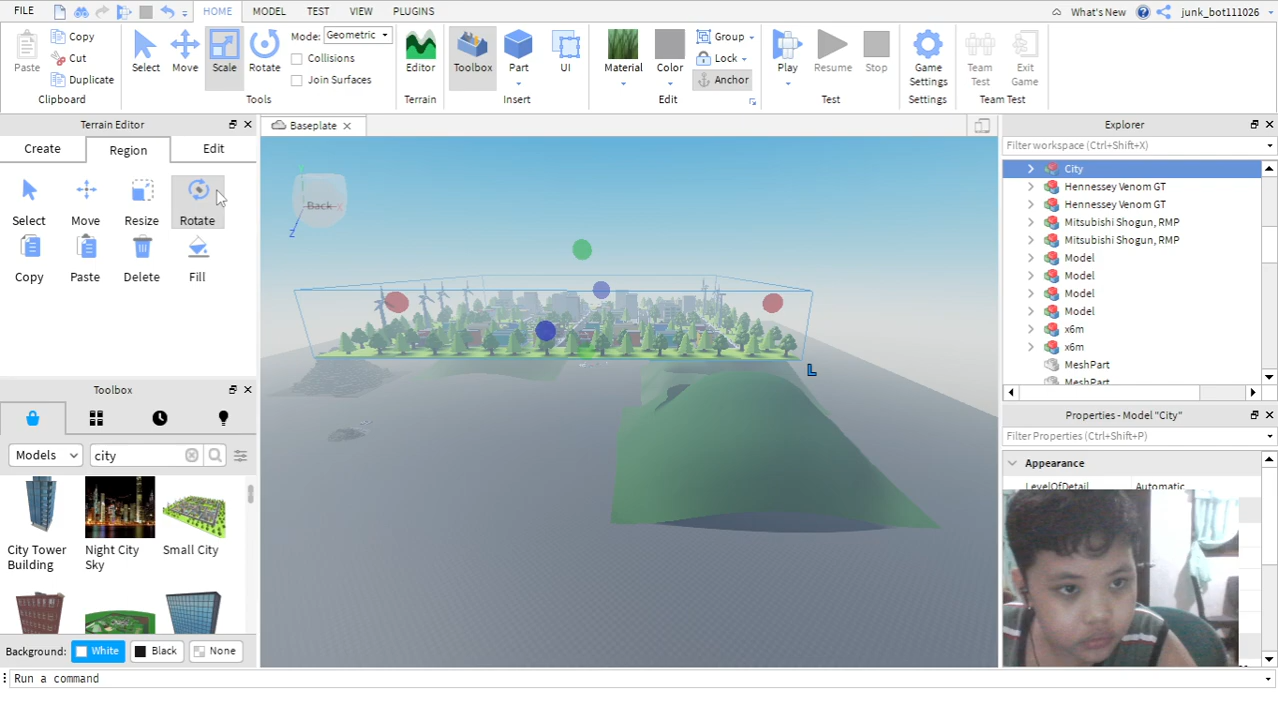 FILE HOME MODEL TEST VIEW PLUGINS What's New junk_bot111026
Paste Copy Cut Duplicate Clipboard
Select Move Scale Rotate Mode: Geometric Collisions Join Surfaces Tools
Editor Terrain
Toolbox Part UI Insert
Material Color Group Lock Anchor Edit
Play Resume Stop Test
Game Settings Settings
Team Test Exit Game Team Test
Terrain Editor
Create Region Edit
Select Move Resize Rotate
Copy Paste Delete Fill
Baseplate
Back
X
Z
L
Toolbox
Models city
City Tower Building
Night City Sky
Small City
Background: White Black None
Run a command
Explorer
Filter workspace (Ctrl+Shift+X)
City
Hennessey Venom GT
Hennessey Venom GT
Mitsubishi Shogun, RMP
Mitsubishi Shogun, RMP
Model
Model
Model
Model
x6m
x6m
MeshPart
MeshPart
Properties - Model "City"
Filter Properties (Ctrl+Shift+P)
Appearance
LevelOfDetail Automatic